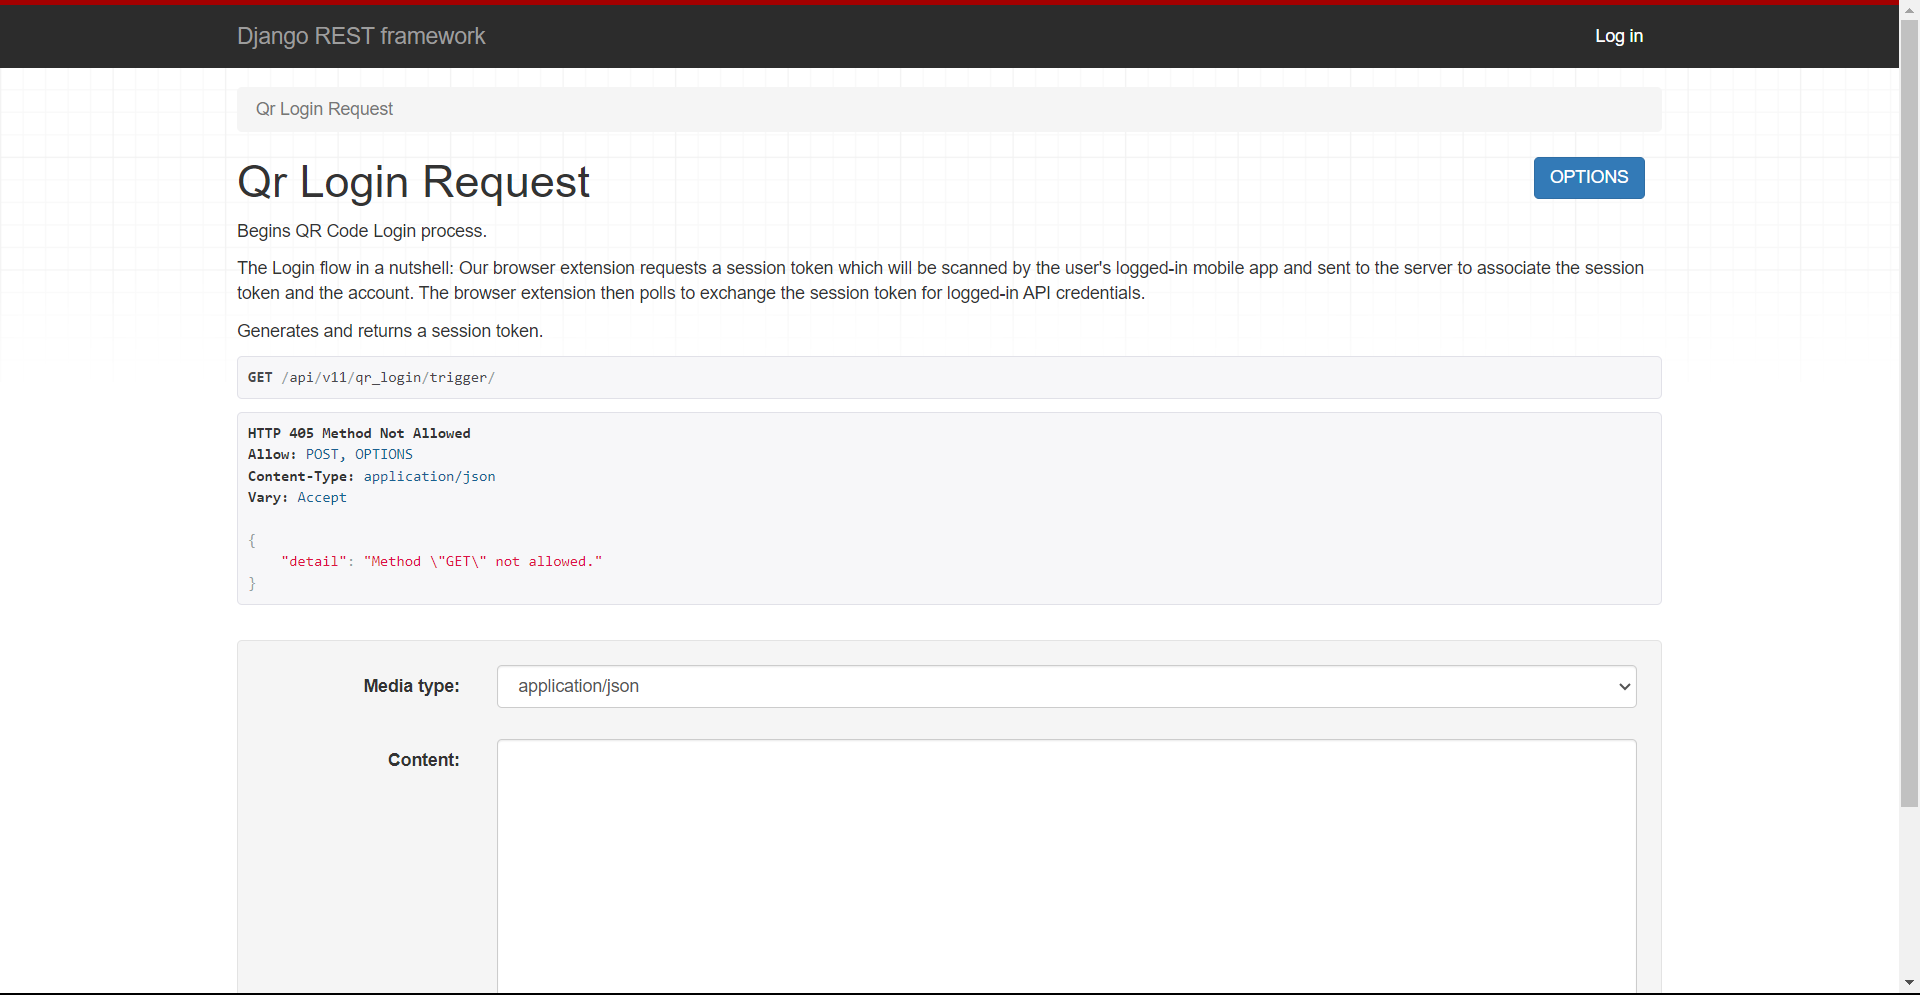 Django REST framework
Log in
Qr Login Request
Qr Login Request
OPTIONS
Begins QR Code Login process.
The Login flow in a nutshell: Our browser extension requests a session token which will be scanned by the user's logged-in mobile app and sent to the server to associate the session
token and the account. The browser extension then polls to exchange the session token for logged-in API credentials.
Generates and returns a session token.
GET /api/v11/qr_login/trigger/
HTTP 405 Method Not Allowed
Allow: POST, OPTIONS
Content-Type: application/json
Vary: Accept
{
"detail": "Method \"GET\" not allowed."
}
Media type:
application/json
Content: